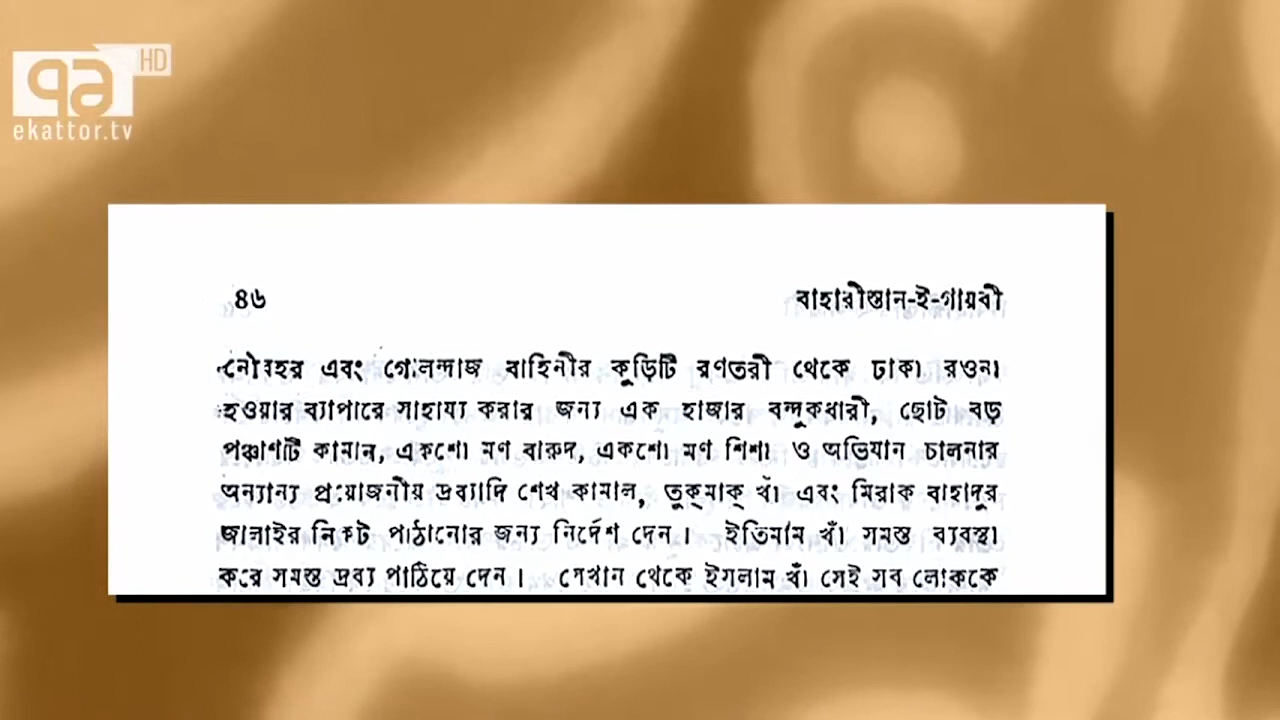 HD
ekattor.tv
৪৬
বাহারীস্তান-ই-গায়বী
নৌবহর এবং গোলন্দাজ বাহিনীর কুড়িটি রণতরী থেকে ঢাকা রওনা
হওয়ার ব্যাপারে সাহায্য করার জন্য এক হাজার বন্দুকধারী, ছোট বড়
পঞ্চাশটি কামান, একশো মণ বারুদ, একশো মণ শিশা ও অভিযান চালনার
অন্যান্য প্রয়োজনীয় দ্রব্যাদি শেখ কামাল, তুক্‌মাক্ খাঁ এবং মিরাক বাহাদুর
জালাইর নিকট পাঠানোর জন্য নির্দেশ দেন। ইতিমাম খাঁ সমস্ত ব্যবস্থা
করে সমস্ত দ্রব্য পাঠিয়ে দেন। সেখান থেকে ইসলাম খাঁ সেই সব লোককে